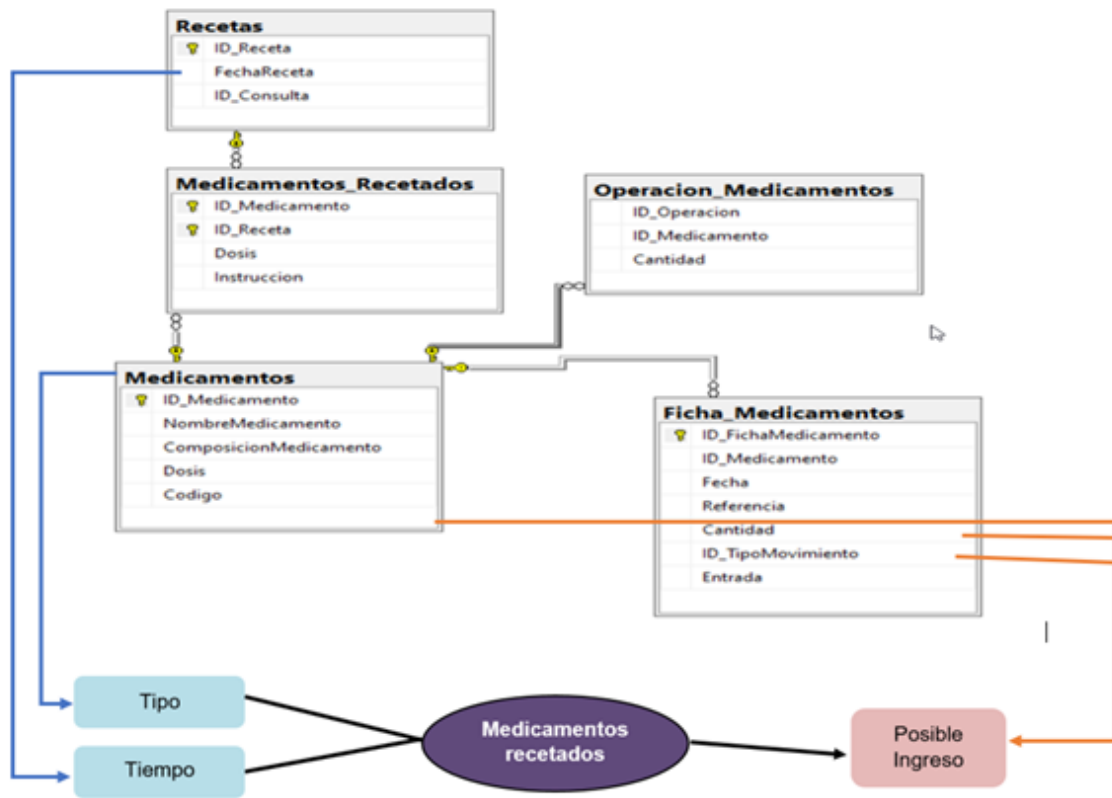 Recetas
ID_Receta
FechaReceta
ID_Consulta
Medicamentos_Recetados
ID_Medicamento
ID_Receta
Dosis
Instruccion
Operacion_Medicamentos
ID_Operacion
ID_Medicamento
Cantidad
Medicamentos
ID_Medicamento
NombreMedicamento
ComposicionMedicamento
Dosis
Codigo
Ficha_Medicamentos
ID_FichaMedicamento
ID_Medicamento
Fecha
Referencia
Cantidad
ID_TipoMovimiento
Entrada
Tipo
Tiempo
Medicamentos
recetados
Posible
Ingreso